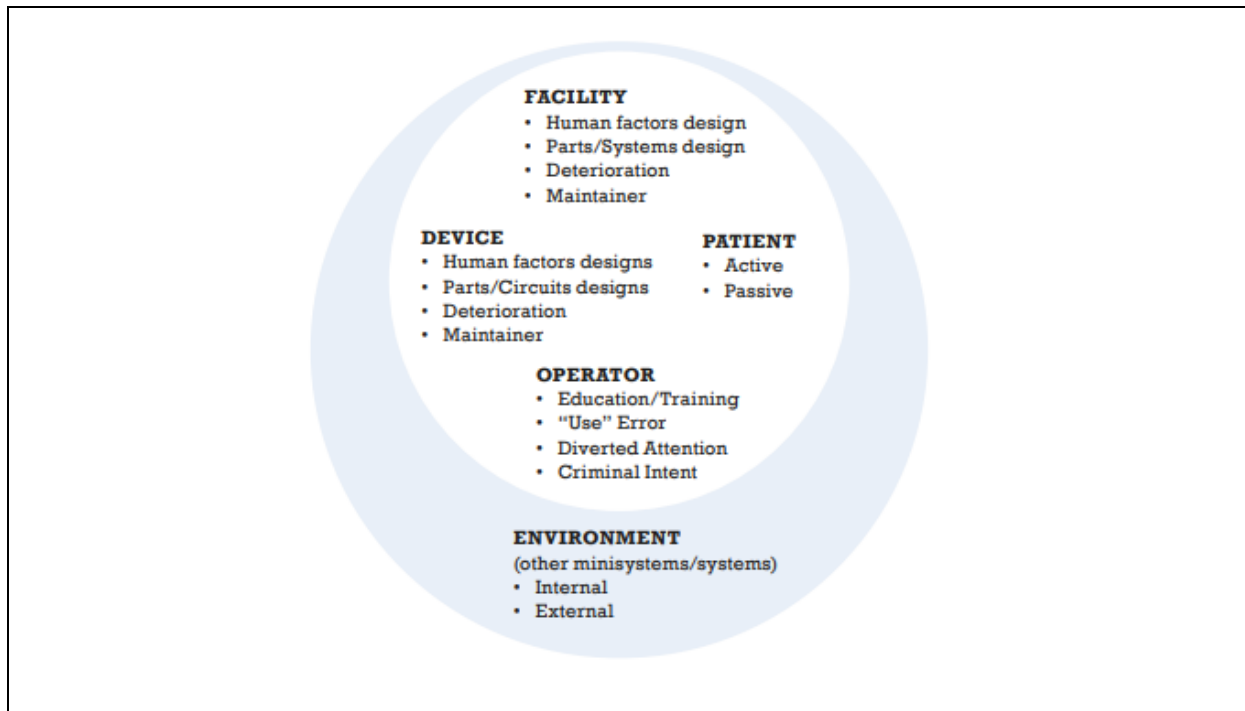 FACILITY
• Human factors design
• Parts/Systems design
• Deterioration
• Maintainer
DEVICE
• Human factors designs
• Parts/Circuits designs
• Deterioration
• Maintainer
PATIENT
• Active
• Passive
OPERATOR
• Education/Training
• “Use” Error
• Diverted Attention
• Criminal Intent
ENVIRONMENT
(other minisystems/systems)
• Internal
• External